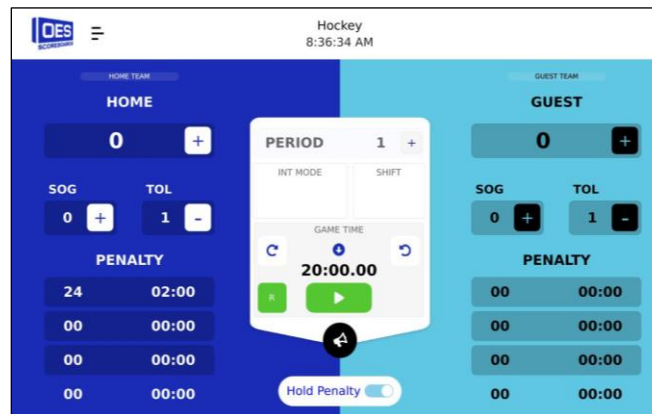 OES
SCOREBOARDS
Hockey
8:36:34 AM
HOME TEAM
HOME
0 +
SOG TOL
0 + 1 -
PENALTY
24 02:00
00 00:00
00 00:00
00 00:00
PERIOD 1 +
INT MODE SHIFT
GAME TIME
20:00.00
R
Hold Penalty
GUEST TEAM
GUEST
0 +
SOG TOL
0 + 1 -
PENALTY
00 00:00
00 00:00
00 00:00
00 00:00